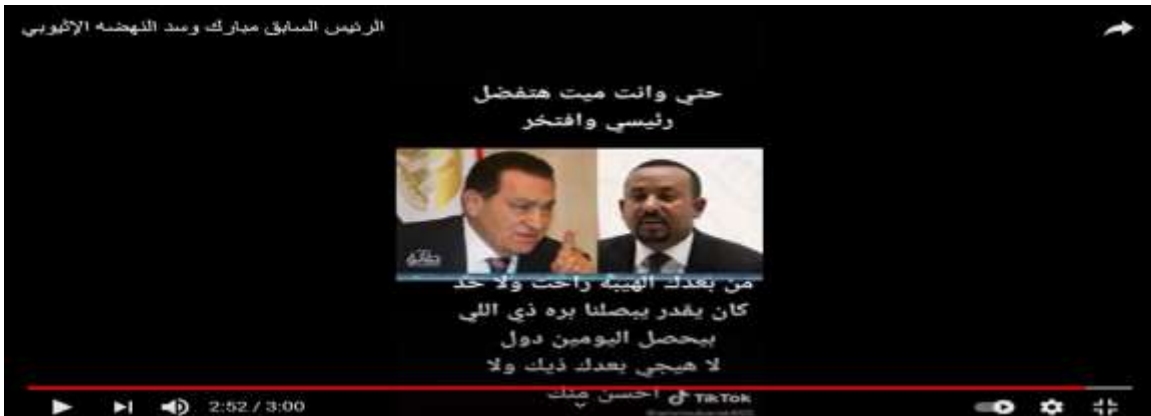 الرئيس السابق مبارك وسد النهضه الإثيوبي
حتي وانت ميت هتفضل
رئيسي وافتخر
من بعدك الهيبة راحت ولا حد
كان يقدر يبصلنا بره ذي اللي
بيحصل اليومين دول
لا هيجي بعدك ذيك ولا
احسن منك
TikTok
2:52 / 3:00